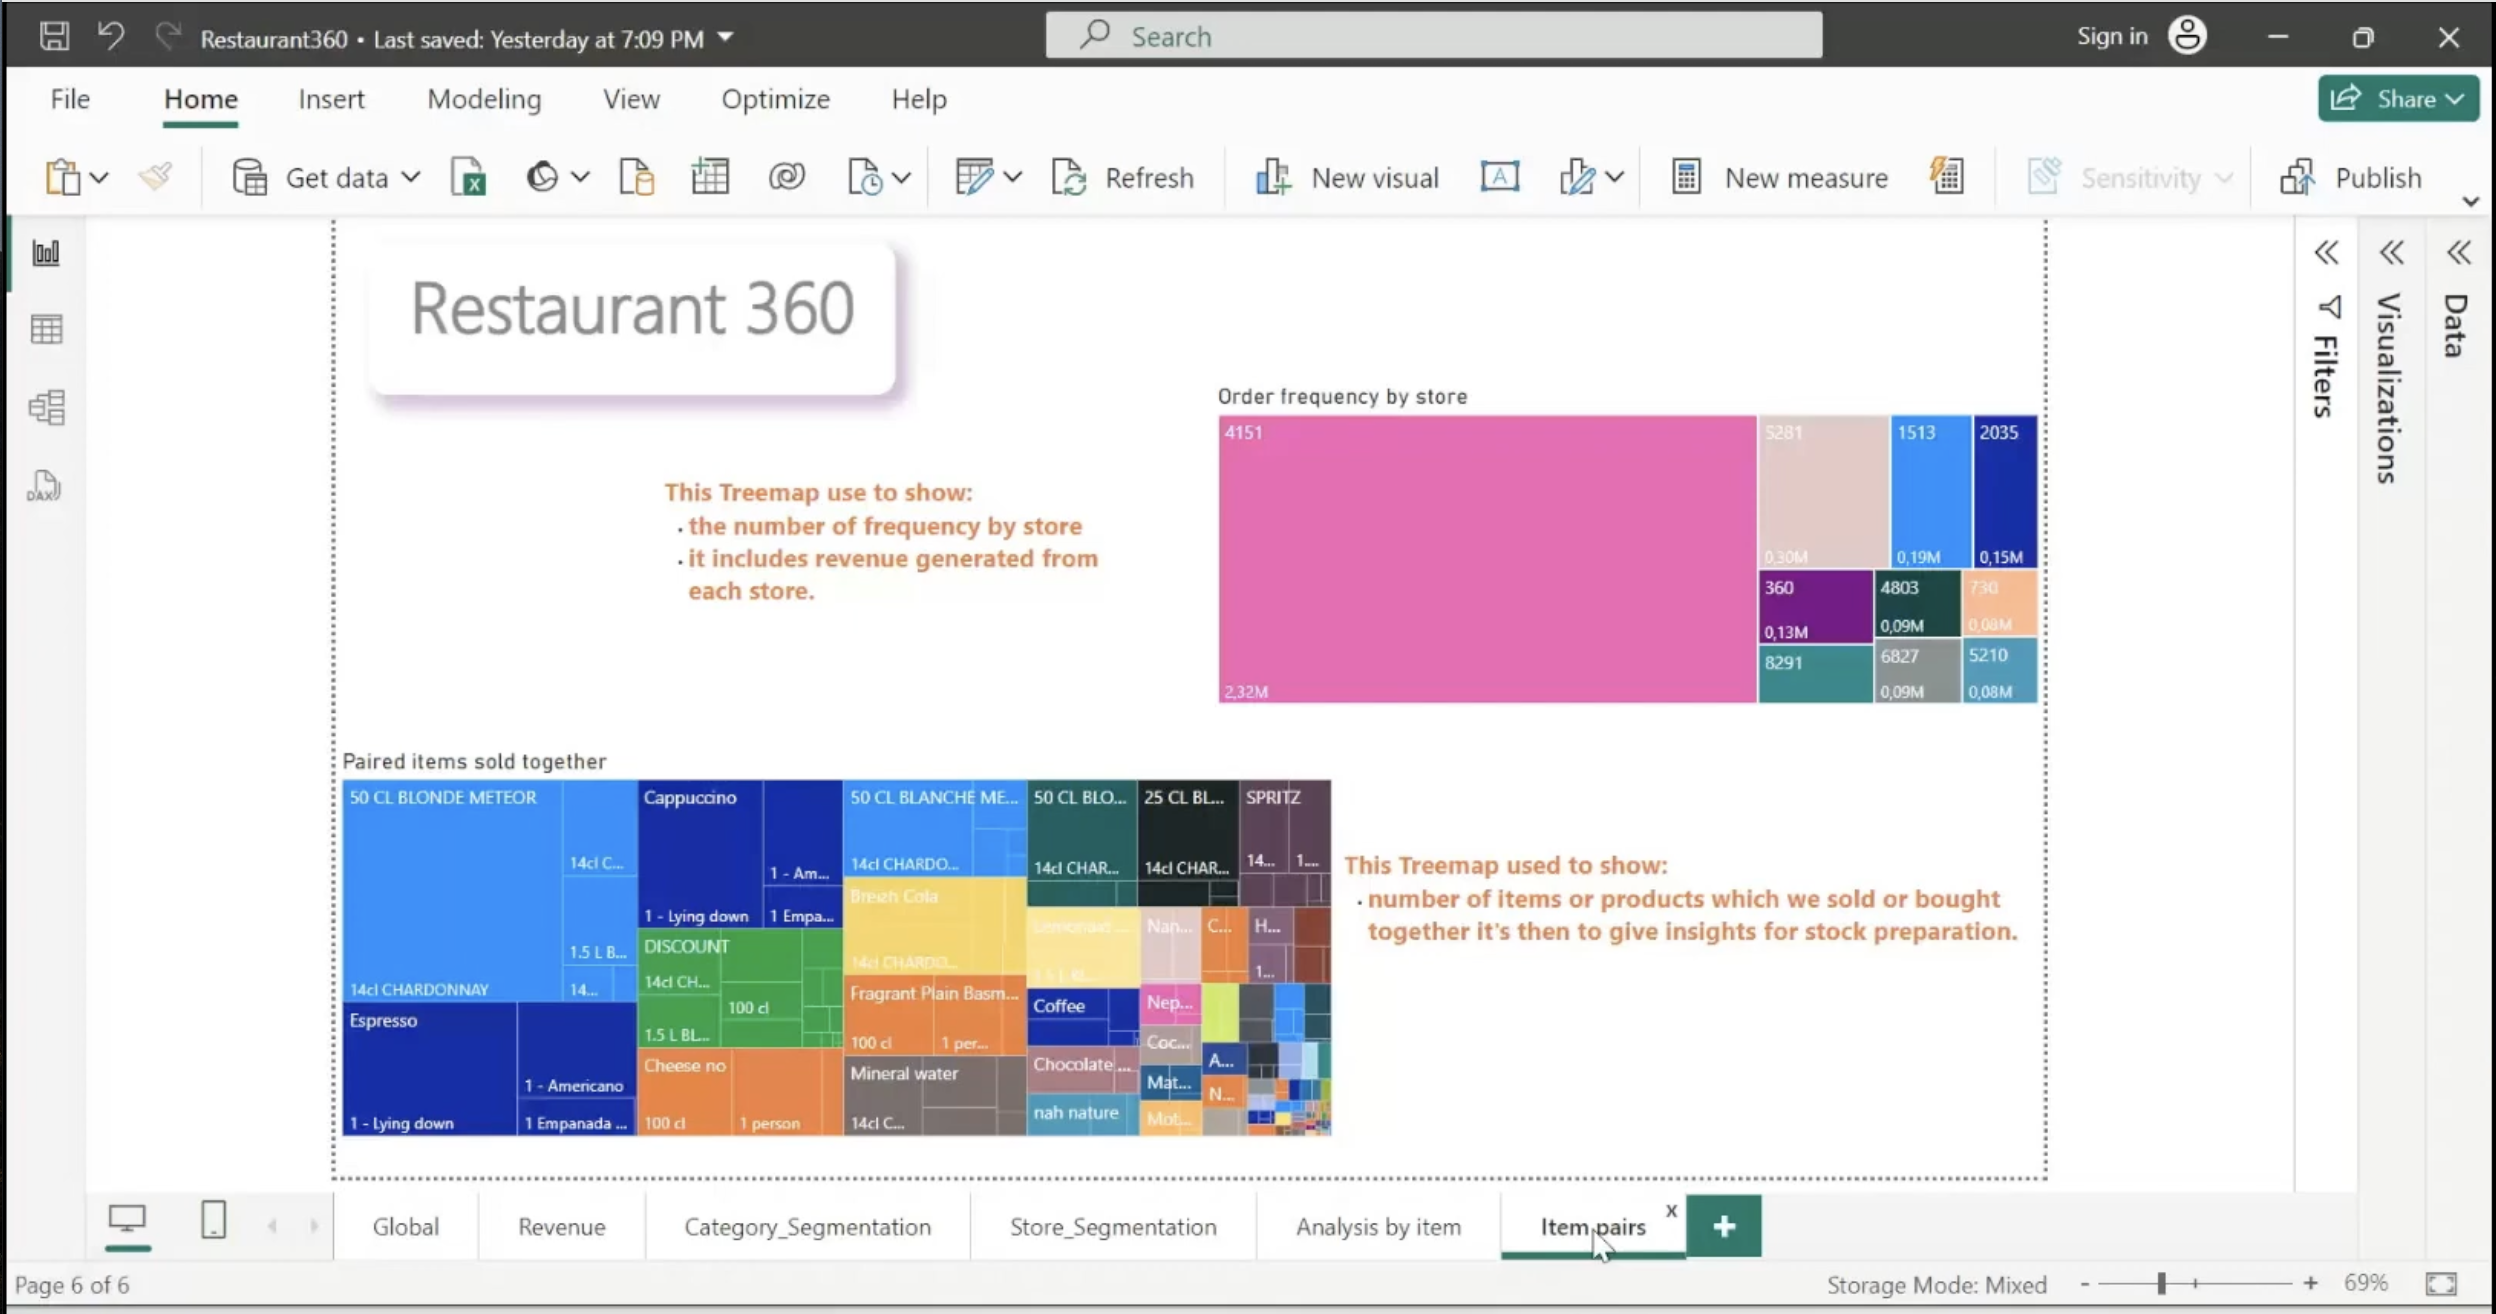 Restaurant360 • Last saved: Yesterday at 7:09 PM
Search
Sign in
File
Home
Insert
Modeling
View
Optimize
Help
Share
Get data
Refresh
New visual
New measure
Sensitivity
Publish
DAX
Filters
Visualizations
Data
Restaurant 360
This Treemap use to show:
. the number of frequency by store
. it includes revenue generated from
each store.
Order frequency by store
4151
2,32M
5281
0,30M
1513
0,19M
2035
0,15M
360
0,13M
4803
0,09M
730
0,08M
8291
6827
0,09M
5210
0,08M
Paired items sold together
50 CL BLONDE METEOR
14cl C...
1.5 L B...
14cl CHARDONNAY
14...
Espresso
1 - Americano
1 - Lying down
1 Empanada ...
Cappuccino
1 - Am...
1 - Lying down
1 Empa...
DISCOUNT
14cl CH...
100 cl
1.5 L BL...
Cheese no
100 cl
1 person
50 CL BLANCHE ME...
14cl CHARDO...
Breizh Cola
14cl CHARDO...
Fragrant Plain Basm...
100 cl
1 per...
Mineral water
14cl C...
50 CL BLO...
14cl CHAR...
25 CL BL...
14cl CHAR...
SPRITZ
14...
1...
Coffee
Chocolate ...
nah nature
Nan...
C...
H...
1...
Nep...
Coc...
Mat...
Mot...
A...
N...
This Treemap used to show:
. number of items or products which we sold or bought
together it's then to give insights for stock preparation.
Global
Revenue
Category_Segmentation
Store_Segmentation
Analysis by item
Item pairs
x
Page 6 of 6
Storage Mode: Mixed
69%